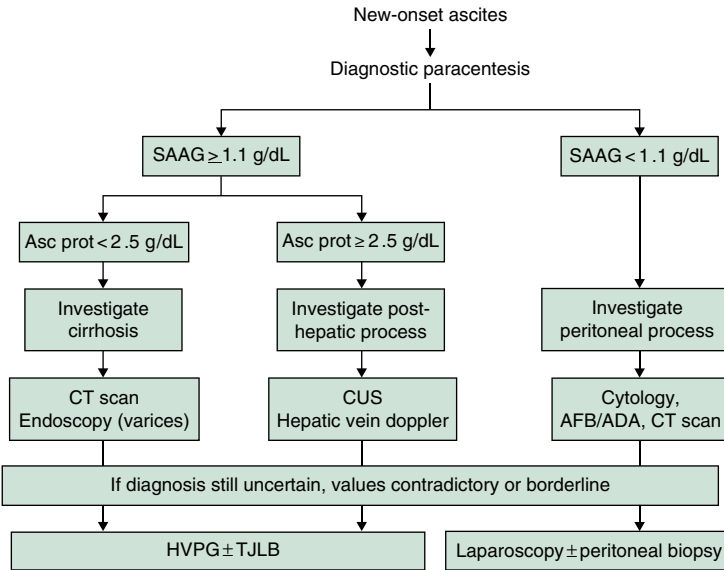 New-onset ascites
Diagnostic paracentesis
SAAG ≥ 1.1 g/dL
SAAG < 1.1 g/dL
Asc prot < 2.5 g/dL
Asc prot ≥ 2.5 g/dL
Investigate
cirrhosis
Investigate post-
hepatic process
Investigate
peritoneal process
CT scan
Endoscopy (varices)
CUS
Hepatic vein doppler
Cytology,
AFB/ADA, CT scan
If diagnosis still uncertain, values contradictory or borderline
HVPG ± TJLB
Laparoscopy ± peritoneal biopsy